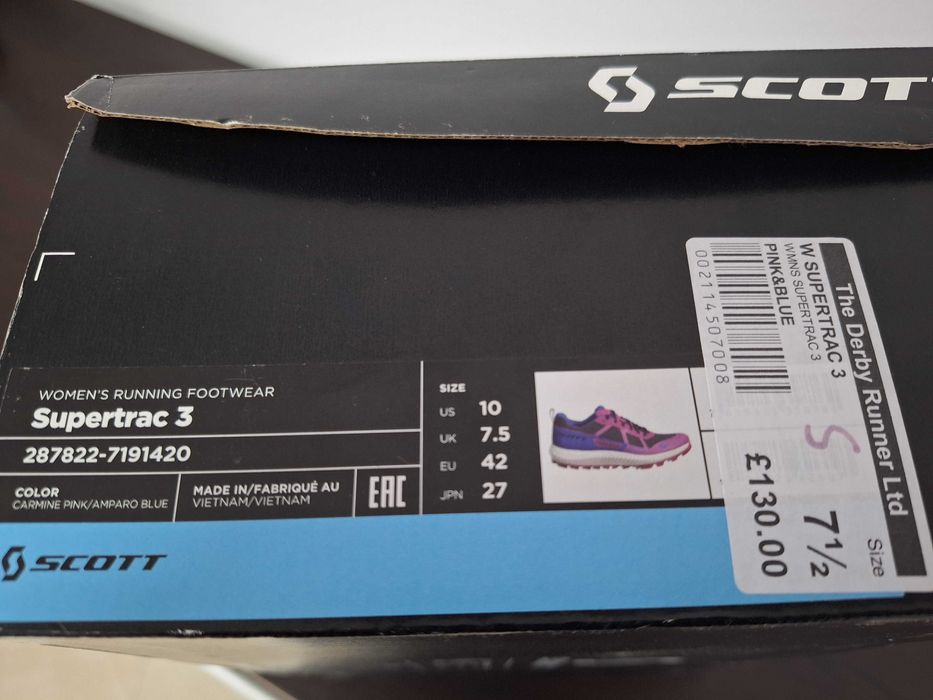 SCOTT
WOMEN'S RUNNING FOOTWEAR
Supertrac 3
287822-7191420
COLOR
CARMINE PINK/AMPARO BLUE
MADE IN/FABRIQUÉ AU
VIETNAM/VIETNAM
EAC
SIZE
US 10
UK 7.5
EU 42
JPN 27
SCOTT
The Derby Runner Ltd
W SUPERTRAC 3
WMNS SUPERTRAC 3
PINK&BLUE
002114507008
S
Size
7½
£130.00